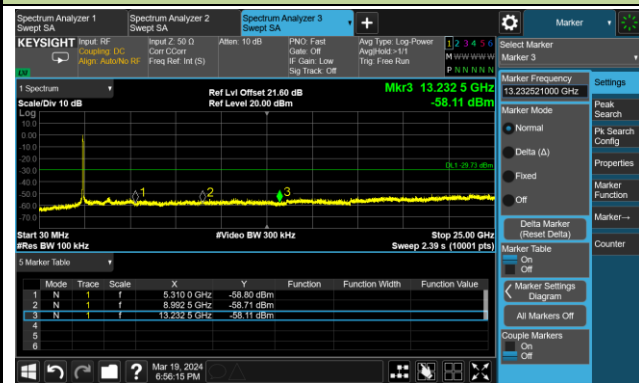 Spectrum Analyzer 1
Swept SA
Spectrum Analyzer 2
Swept SA
Spectrum Analyzer 3
Swept SA
Marker
KEYSIGHT
Input: RF
Coupling: DC
Align: Auto/No RF
Input Z: 50 Ω
Corr CCorr
Freq Ref: Int (S)
Atten: 10 dB
PNO: Fast
Gate: Off
IF Gain: Low
Sig Track: Off
Avg Type: Log-Power
Avg|Hold:>1/1
Trig: Free Run
1 2 3 4 5 6
M W W W W W
P N N N N N
LV
1 Spectrum
Scale/Div 10 dB
Log
Ref Lvl Offset 21.60 dB
Ref Level 20.00 dBm
Mkr3 13.232 5 GHz
-58.11 dBm
10.0
0.00
-10.0
-20.0
-30.0
-40.0
-50.0
-60.0
-70.0
DL1 -29.73 dBm
1
2
3
Start 30 MHz
#Res BW 100 kHz
#Video BW 300 kHz
Stop 25.00 GHz
Sweep 2.39 s (10001 pts)
5 Marker Table
Mode Trace Scale X Y Function Function Width Function Value
1 N 1 f 5.310 0 GHz -58.80 dBm
2 N 1 f 8.992 5 GHz -58.71 dBm
3 N 1 f 13.232 5 GHz -58.11 dBm
4
5
6
Mar 19, 2024
6:56:15 PM
Select Marker
Marker 3
Marker Frequency
13.232521000 GHz
Marker Mode
Normal
Delta (Δ)
Fixed
Off
Delta Marker
(Reset Delta)
Marker Table
On
Off
Marker Settings
Diagram
All Markers Off
Couple Markers
On
Off
Settings
Peak
Search
Pk Search
Config
Properties
Marker
Function
Marker→
Counter